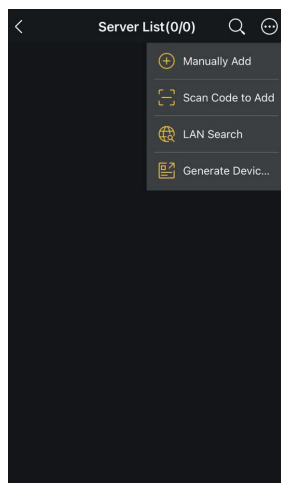 Server List(0/0)
Manually Add
Scan Code to Add
LAN Search
Generate Devic...